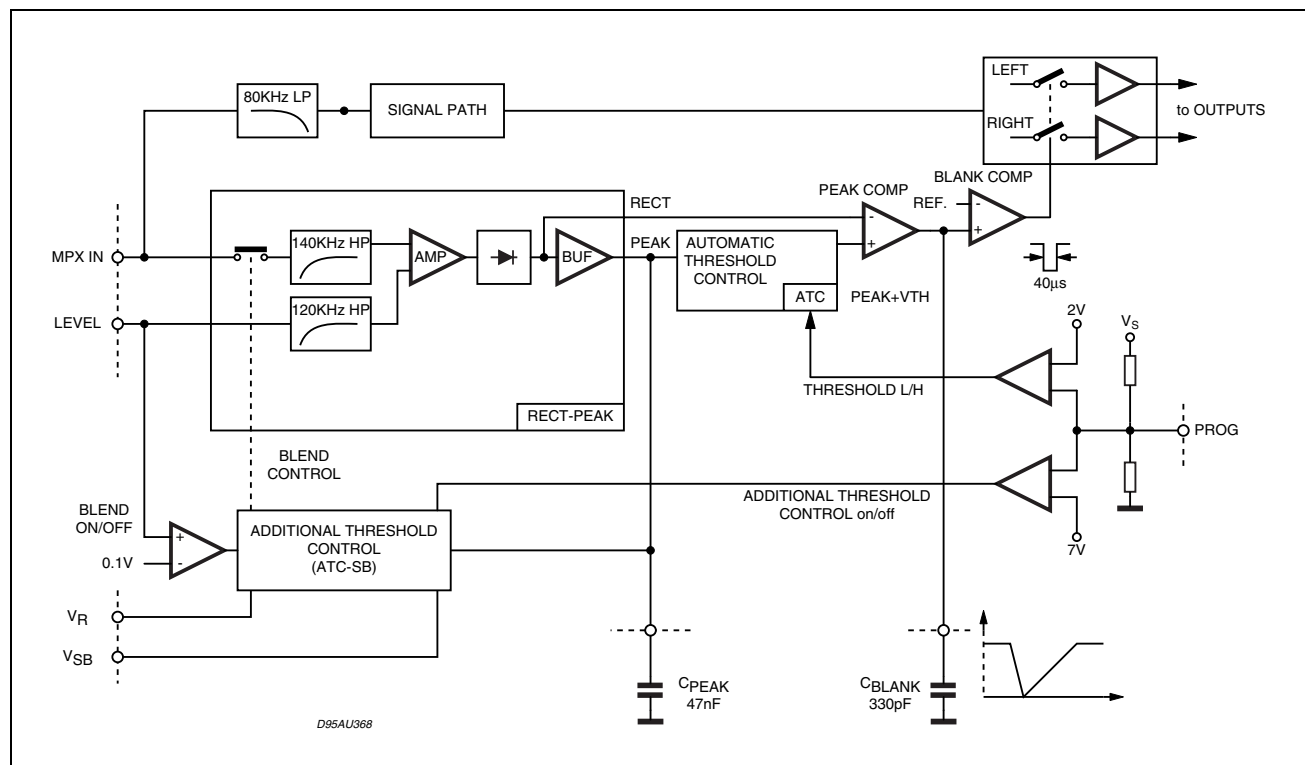 LEFT
80KHz LP
SIGNAL PATH
to OUTPUTS
RIGHT
PEAK COMP
BLANK COMP
RECT
REF.
-
-
+
+
MPX IN
140KHz HP
AMP
BUF
PEAK
AUTOMATIC
THRESHOLD
CONTROL
ATC
PEAK+VTH
40µs
LEVEL
120KHz HP
2V
VS
THRESHOLD L/H
RECT-PEAK
PROG
BLEND
CONTROL
BLEND
ON/OFF
ADDITIONAL THRESHOLD
CONTROL on/off
+
-
0.1V
ADDITIONAL THRESHOLD
CONTROL
(ATC-SB)
7V
VR
VSB
CPEAK
47nF
CBLANK
330pF
D95AU368